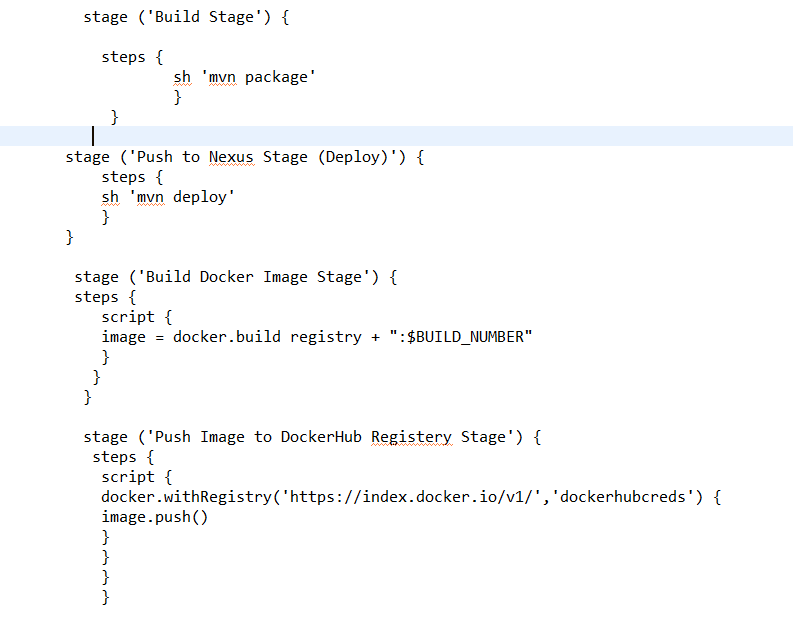 stage ('Build Stage') {
steps {
sh 'mvn package'
}
}
stage ('Push to Nexus Stage (Deploy)') {
steps {
sh 'mvn deploy'
}
}
stage ('Build Docker Image Stage') {
steps {
script {
image = docker.build registry + ":$BUILD_NUMBER"
}
}
}
stage ('Push Image to DockerHub Registery Stage') {
steps {
script {
docker.withRegistry('https://index.docker.io/v1/','dockerhubcreds') {
image.push()
}
}
}
}